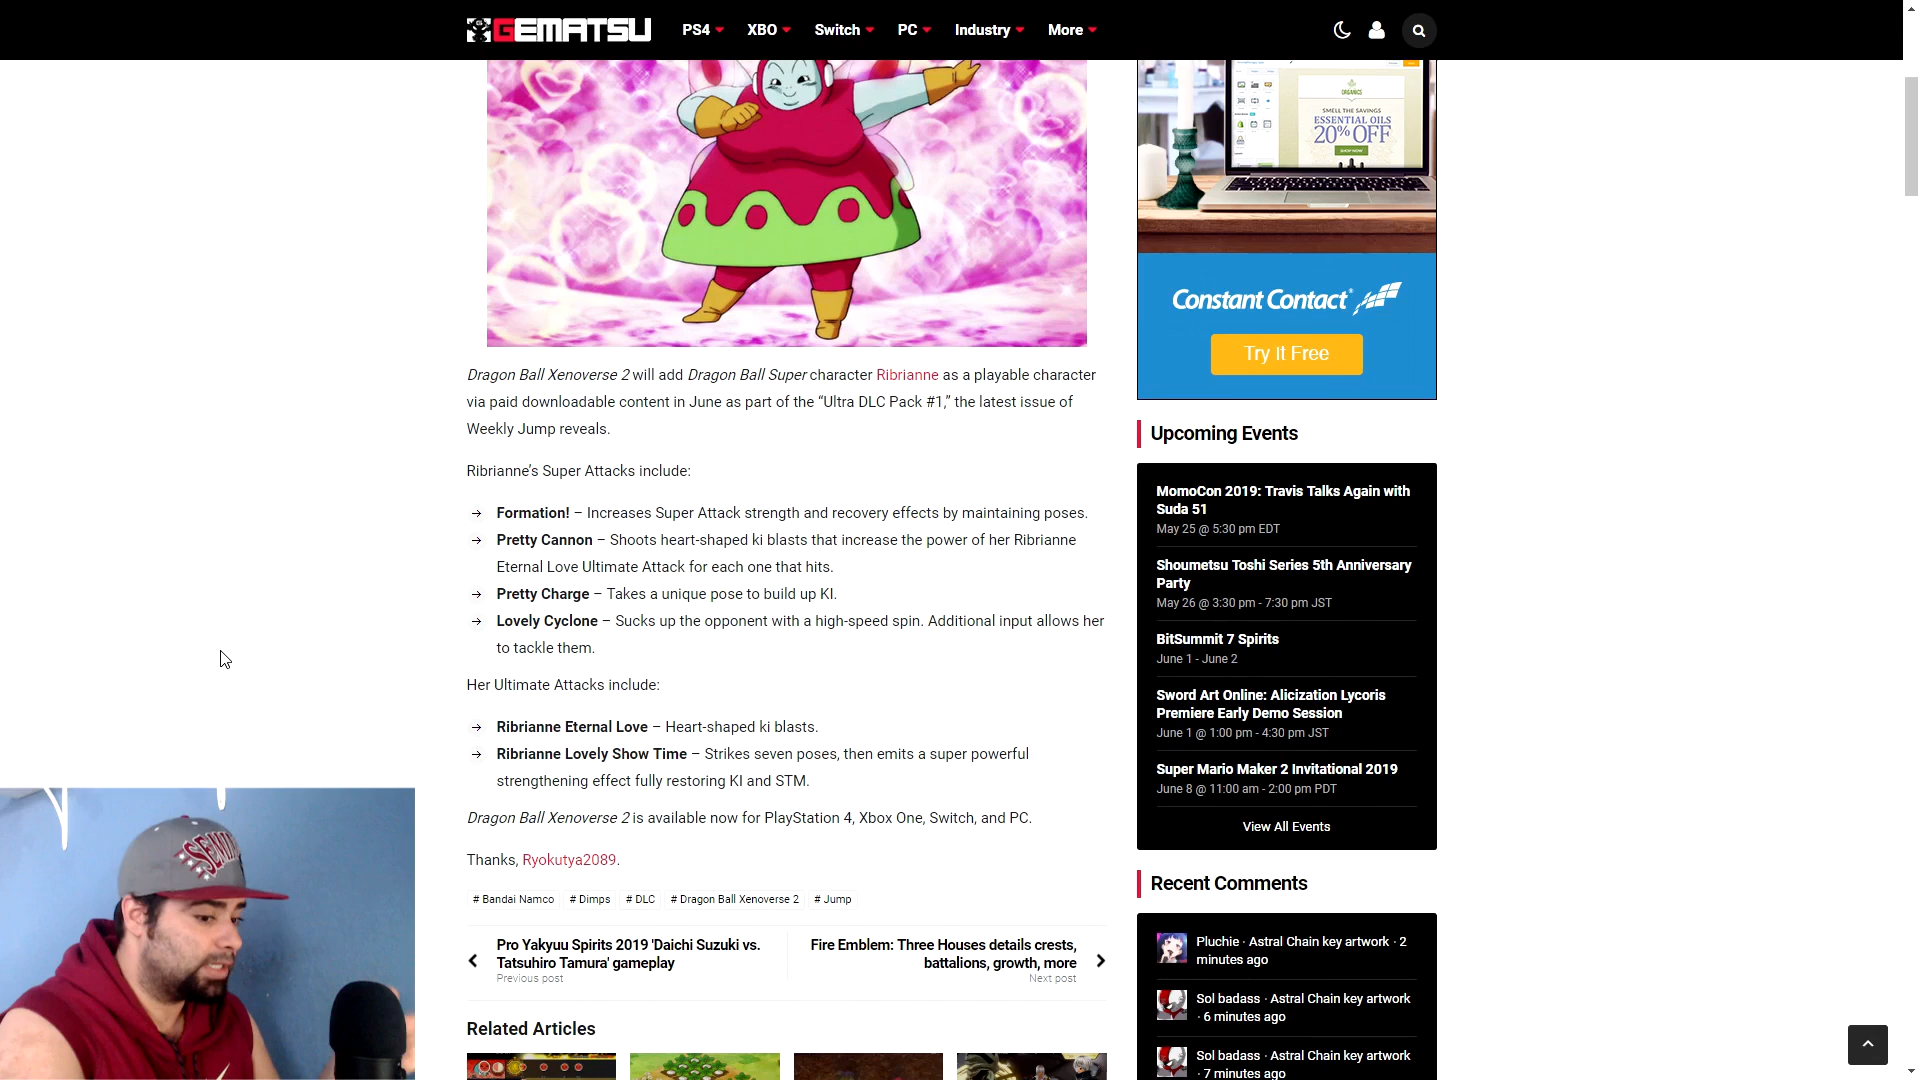 GEMATSU PS4 XBO Switch PC Industry More
ORGANICS
SMELL THE SAVINGS
ESSENTIAL OILS
20% OFF
SHOW NOW
Constant Contact
Try It Free
Dragon Ball Xenoverse 2 will add Dragon Ball Super character Ribrianne as a playable character
via paid downloadable content in June as part of the “Ultra DLC Pack #1,” the latest issue of
Weekly Jump reveals.
Ribrianne’s Super Attacks include:
→ Formation! – Increases Super Attack strength and recovery effects by maintaining poses.
→ Pretty Cannon – Shoots heart-shaped ki blasts that increase the power of her Ribrianne
Eternal Love Ultimate Attack for each one that hits.
→ Pretty Charge – Takes a unique pose to build up KI.
→ Lovely Cyclone – Sucks up the opponent with a high-speed spin. Additional input allows her
to tackle them.
Her Ultimate Attacks include:
→ Ribrianne Eternal Love – Heart-shaped ki blasts.
→ Ribrianne Lovely Show Time – Strikes seven poses, then emits a super powerful
strengthening effect fully restoring KI and STM.
Dragon Ball Xenoverse 2 is available now for PlayStation 4, Xbox One, Switch, and PC.
Thanks, Ryokutya2089.
# Bandai Namco # Dimps # DLC # Dragon Ball Xenoverse 2 # Jump
Pro Yakyuu Spirits 2019 'Daichi Suzuki vs.
Tatsuhiro Tamura' gameplay
Previous post
Fire Emblem: Three Houses details crests,
battalions, growth, more
Next post
Related Articles
Upcoming Events
MomoCon 2019: Travis Talks Again with
Suda 51
May 25 @ 5:30 pm EDT
Shoumetsu Toshi Series 5th Anniversary
Party
May 26 @ 3:30 pm - 7:30 pm JST
BitSummit 7 Spirits
June 1 - June 2
Sword Art Online: Alicization Lycoris
Premiere Early Demo Session
June 1 @ 1:00 pm - 4:30 pm JST
Super Mario Maker 2 Invitational 2019
June 8 @ 11:00 am - 2:00 pm PDT
View All Events
Recent Comments
Pluchie · Astral Chain key artwork · 2
minutes ago
Sol badass · Astral Chain key artwork
· 6 minutes ago
Sol badass · Astral Chain key artwork
· 7 minutes ago